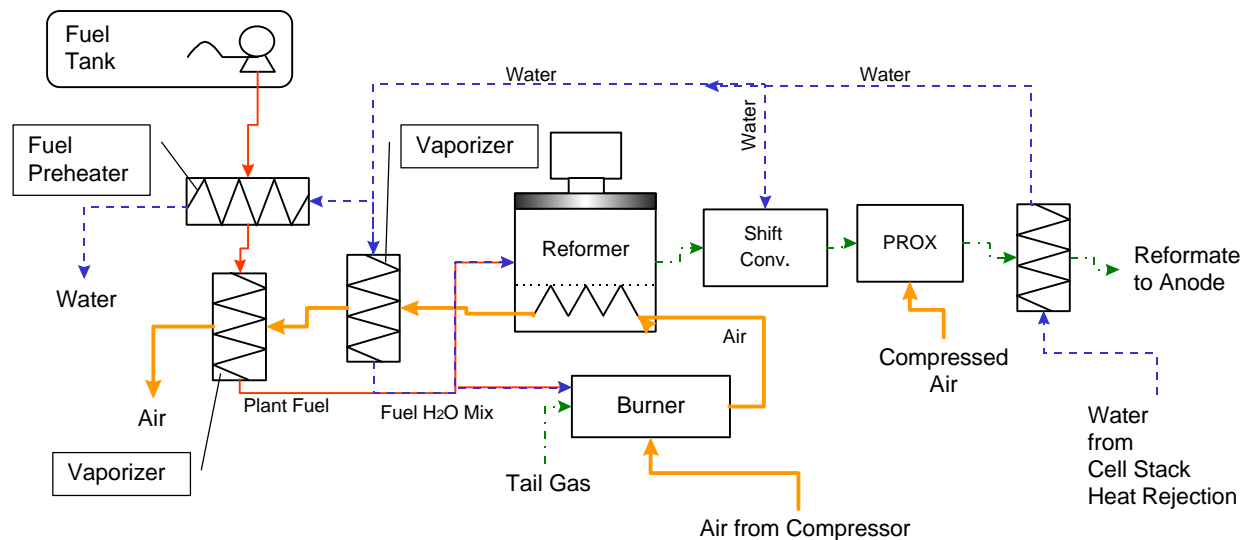 Fuel
Tank
Water
Water
Water
Fuel
Preheater
Vaporizer
Reformer
Shift
Conv.
PROX
Reformate
to Anode
Water
Air
Compressed
Air
Air
Plant Fuel
Fuel H2O Mix
Burner
Water
from
Cell Stack
Heat Rejection
Vaporizer
Tail Gas
Air from Compressor